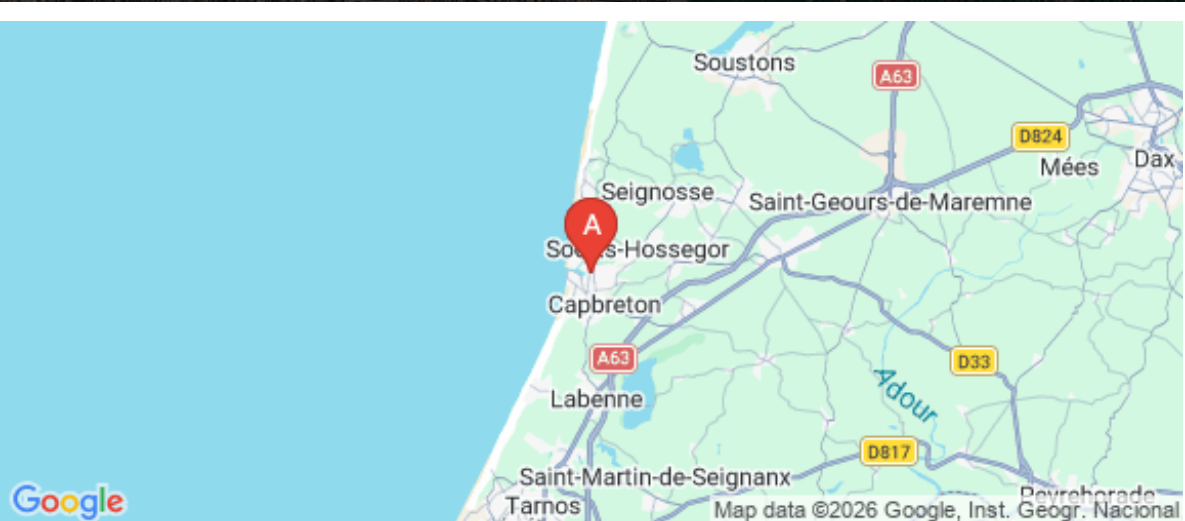 Soustons
A63
D824
Mées
Dax
Seignosse
Saint-Geours-de-Maremne
A
Hossegor
Capbreton
A63
D33
Labenne
Adour
D817
Saint-Martin-de-Seignanx
Tarnos
Peyrehorade
Google
Map data ©2026 Google, Inst. Geogr. Nacional